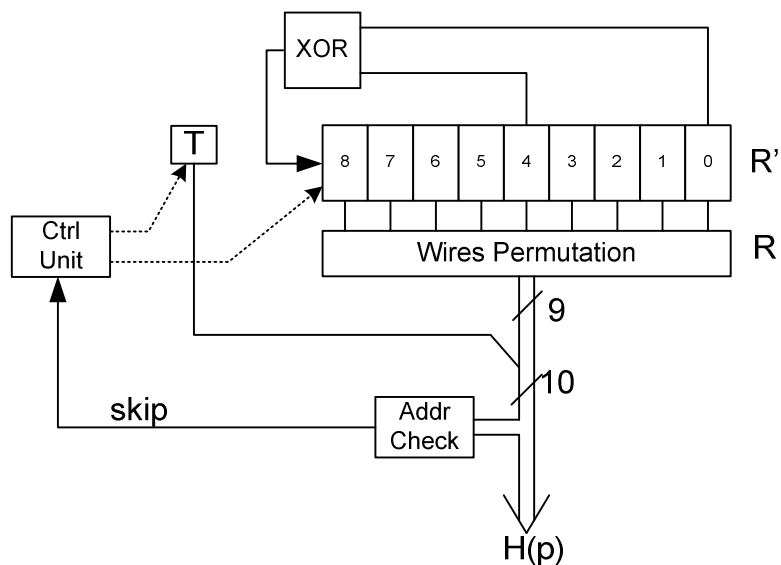 XOR
T
8 7 6 5 4 3 2 1 0
R’
Ctrl
Unit
Wires Permutation
R
9
10
skip
Addr
Check
H(p)